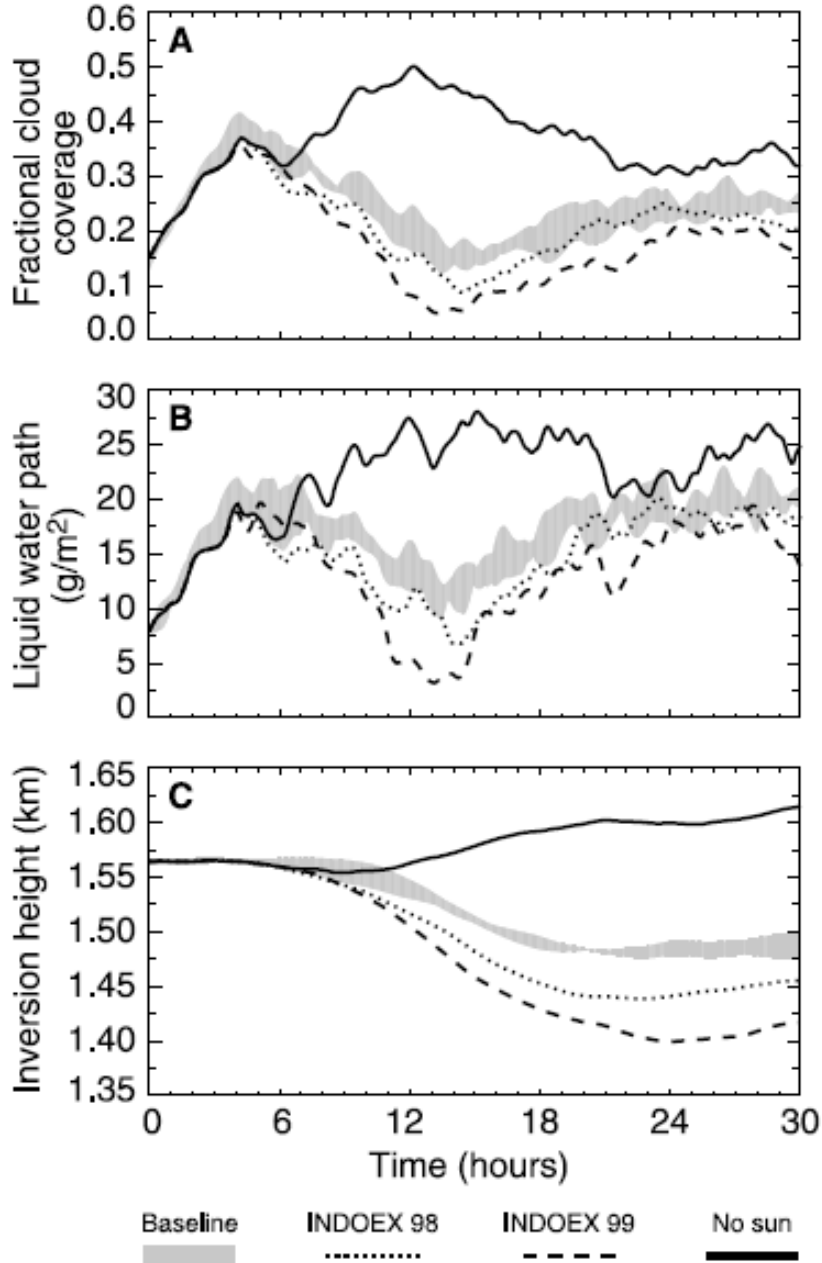 A
0.6
0.5
0.4
0.3
0.2
0.1
0.0
Fractional cloud
coverage
B
30
25
20
15
10
5
0
Liquid water path
(g/m²)
C
1.65
1.60
1.55
1.50
1.45
1.40
1.35
Inversion height (km)
0 6 12 18 24 30
Time (hours)
Baseline INDOEX 98 INDOEX 99 No sun